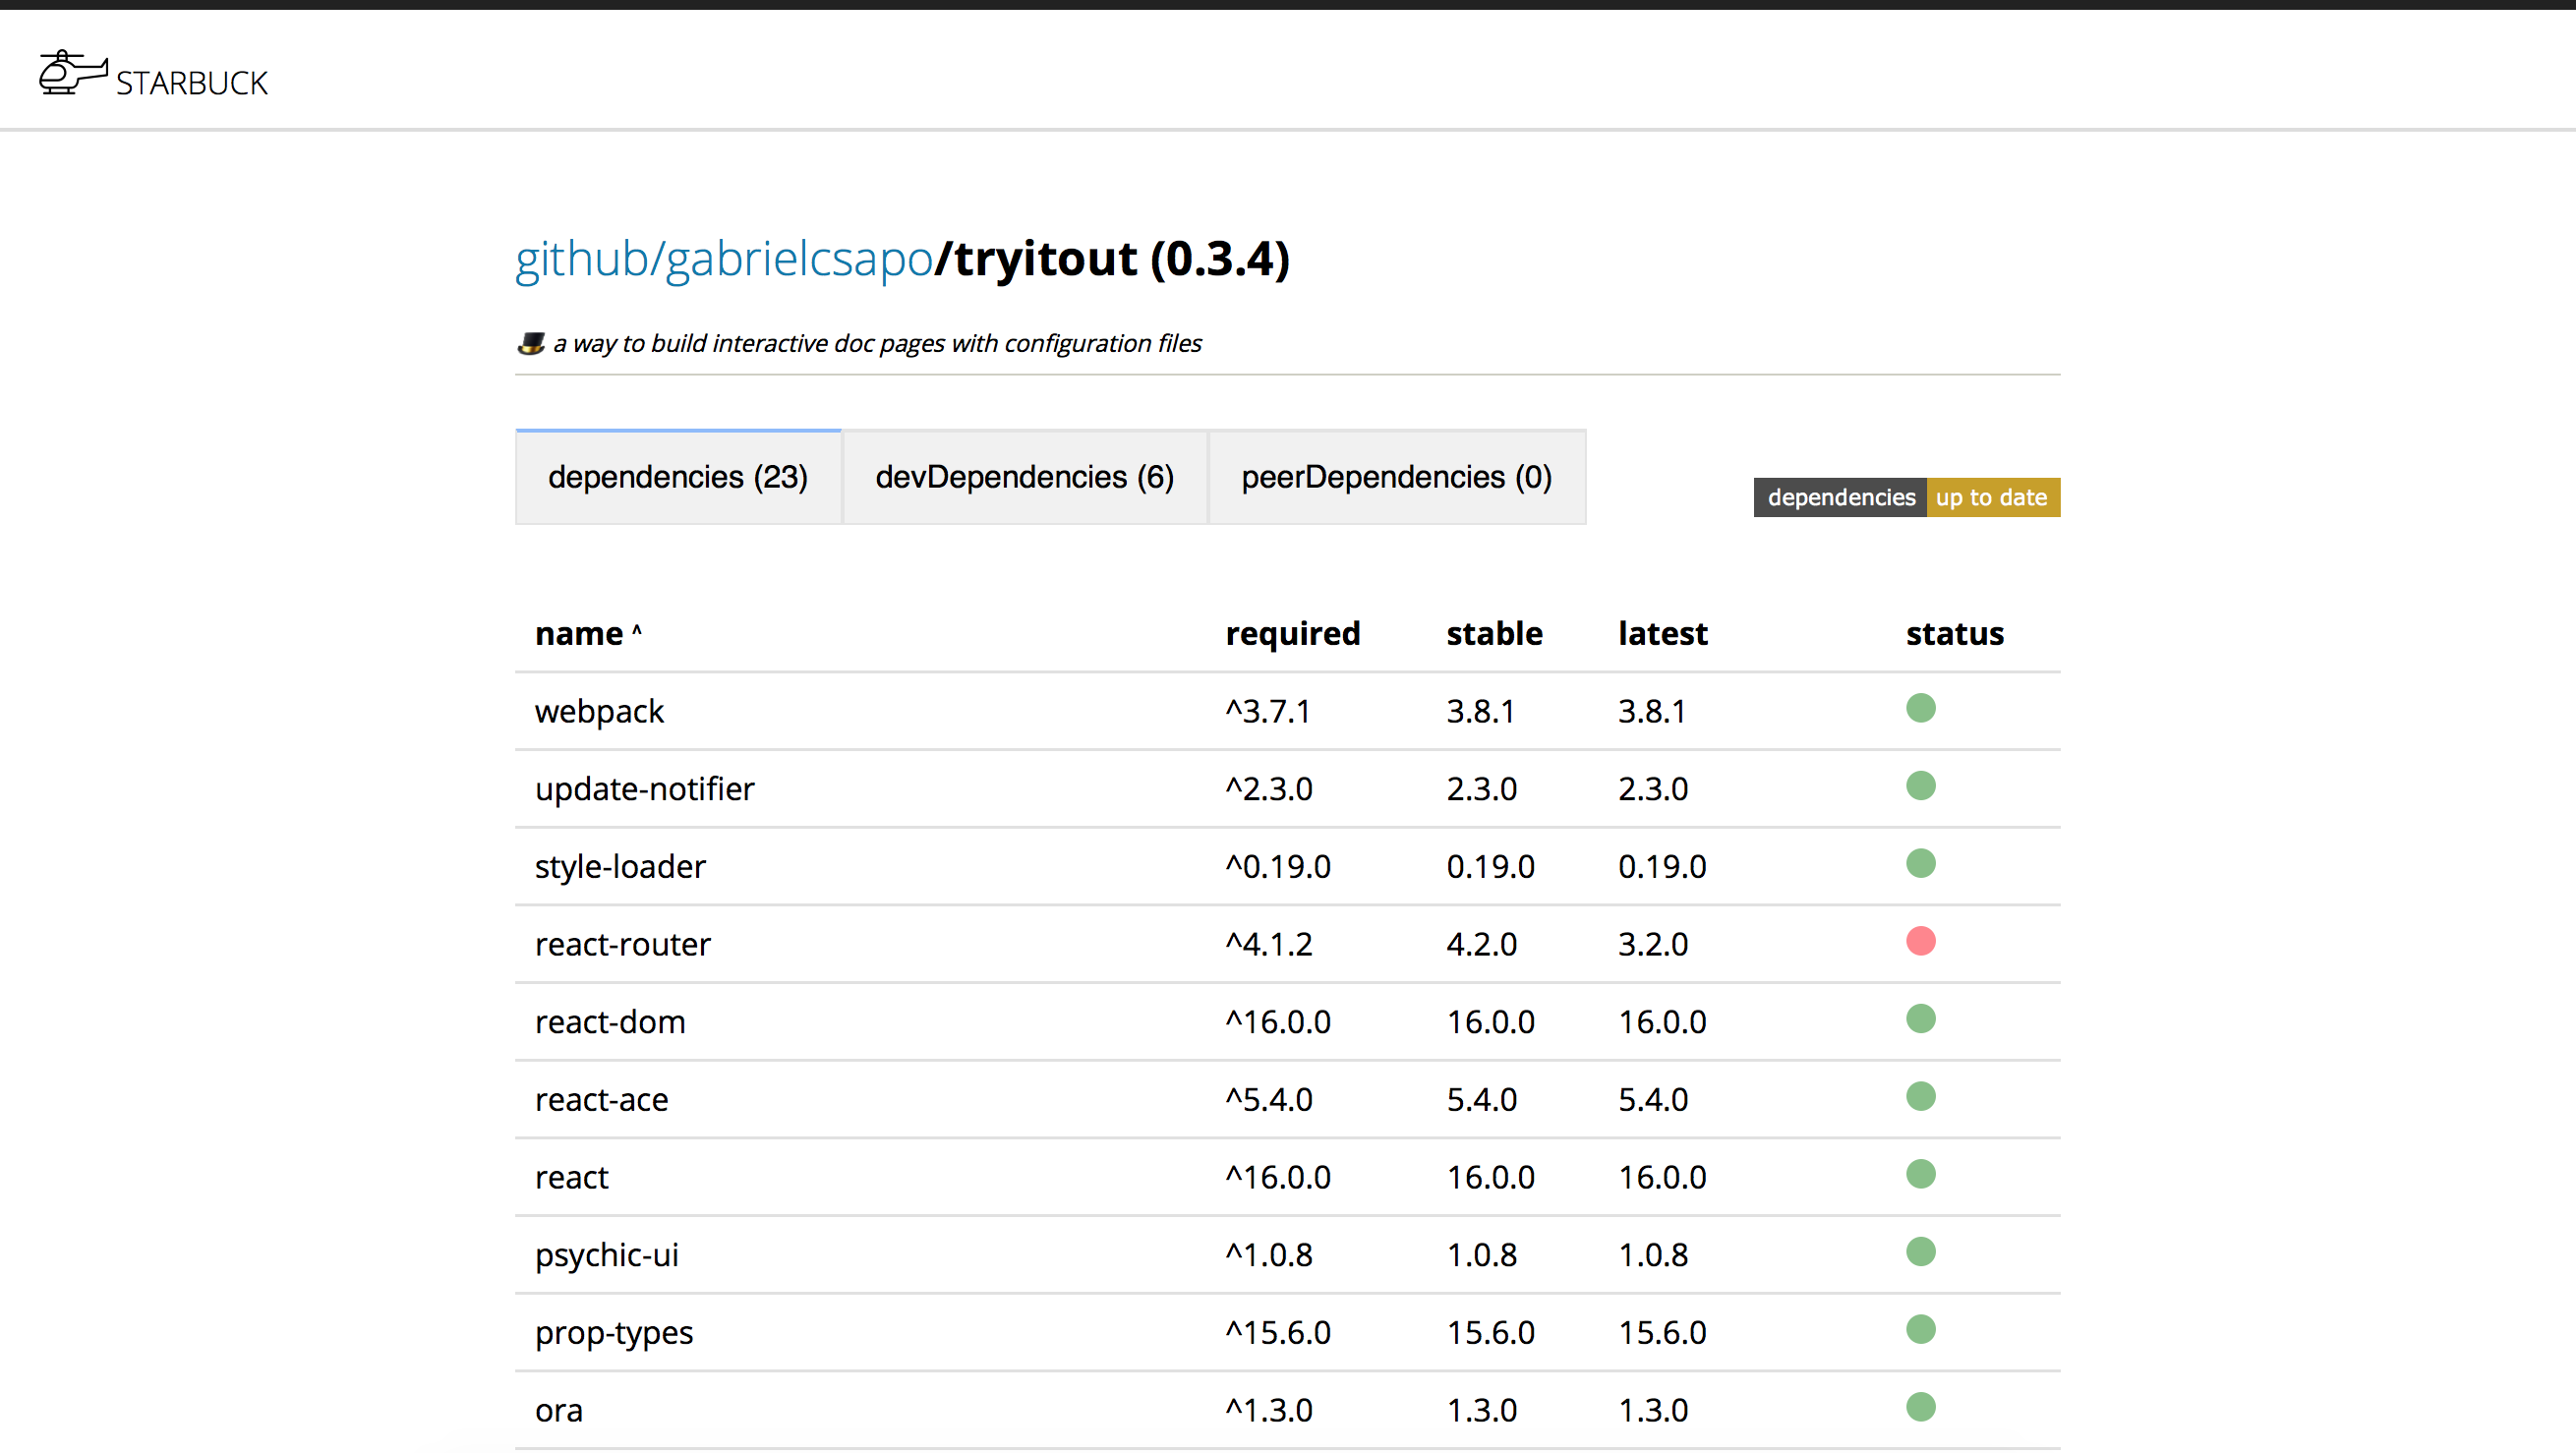 STARBUCK
github/gabrielcsapo/tryitout (0.3.4)
🎩 a way to build interactive doc pages with configuration files
dependencies (23) devDependencies (6) peerDependencies (0)
dependencies up to date
name ^ required stable latest status
webpack ^3.7.1 3.8.1 3.8.1
update-notifier ^2.3.0 2.3.0 2.3.0
style-loader ^0.19.0 0.19.0 0.19.0
react-router ^4.1.2 4.2.0 3.2.0
react-dom ^16.0.0 16.0.0 16.0.0
react-ace ^5.4.0 5.4.0 5.4.0
react ^16.0.0 16.0.0 16.0.0
psychic-ui ^1.0.8 1.0.8 1.0.8
prop-types ^15.6.0 15.6.0 15.6.0
ora ^1.3.0 1.3.0 1.3.0